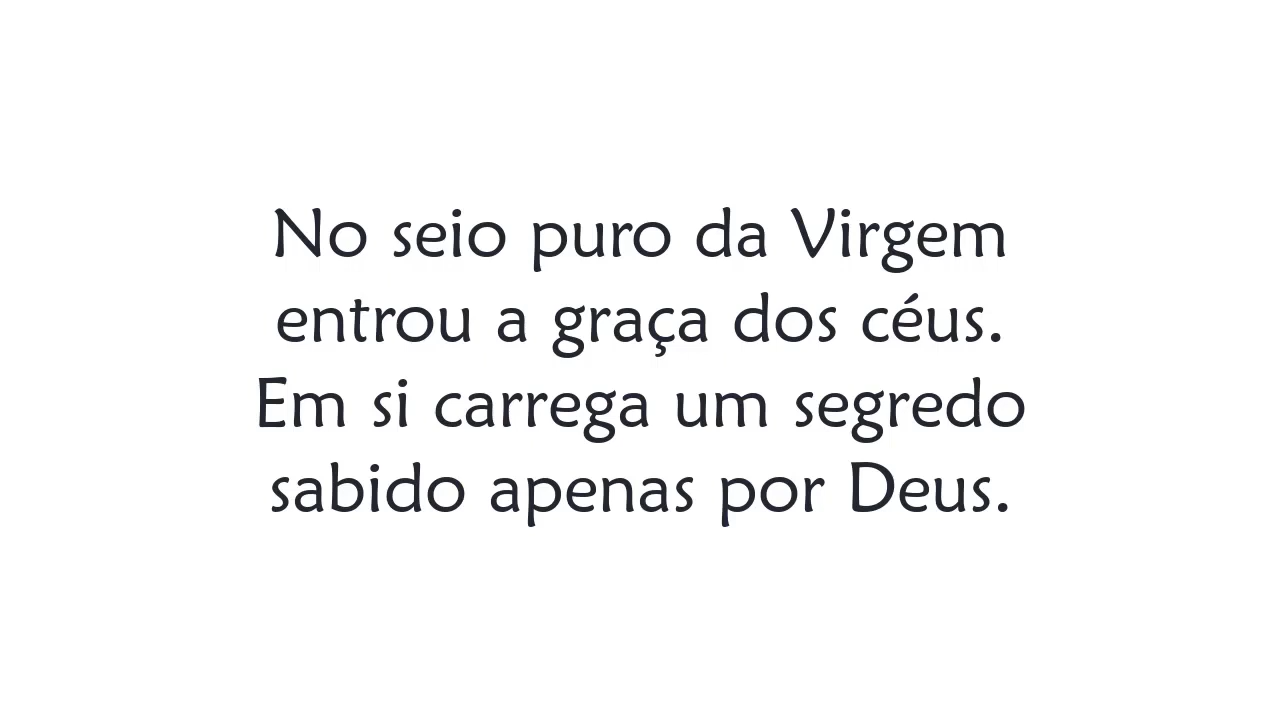 No seio puro da Virgem
entrou a graça dos céus.
Em si carrega um segredo
sabido apenas por Deus.